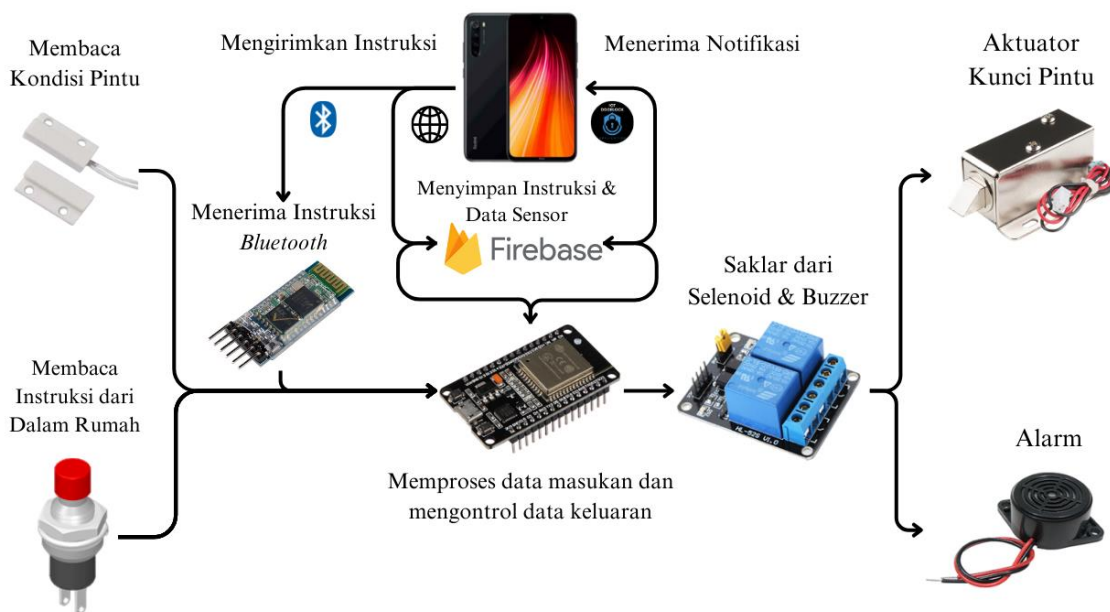 Membaca
Kondisi Pintu
Mengirimkan Instruksi
Menerima Notifikasi
Aktuator
Kunci Pintu
Menyimpan Instruksi &
Data Sensor
Firebase
Menerima Instruksi
Bluetooth
Saklar dari
Selenoid & Buzzer
Membaca
Instruksi dari
Dalam Rumah
Memproses data masukan dan
mengontrol data keluaran
Alarm